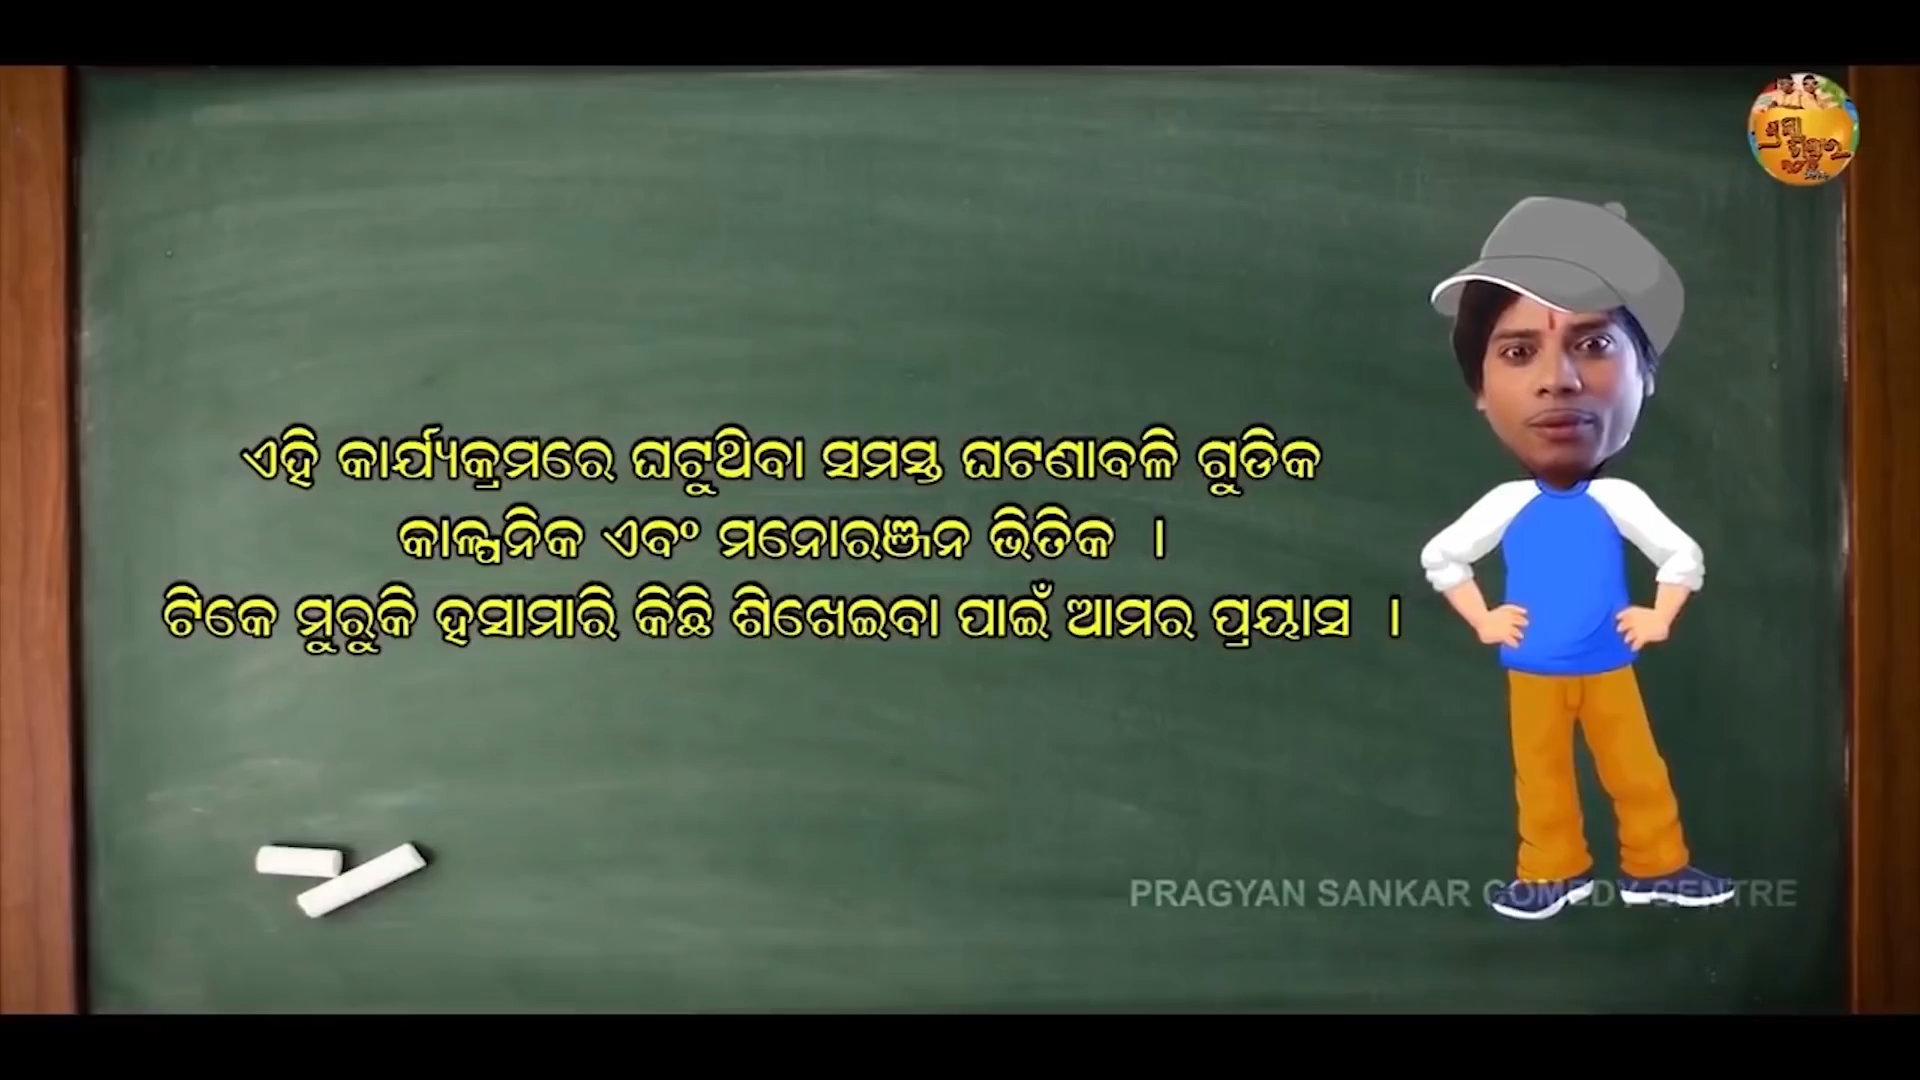 ଏହି କାର୍ଯ୍ୟକ୍ରମରେ ଘଟୁଥିବା ସମସ୍ତ ଘଟଣାବଳି ଗୁଡିକ
କାଳ୍ପନିକ ଏବଂ ମନୋରଞ୍ଜନ ଭିତିକ ।
ଟିକେ ମୁରୁକି ହସାମାରି କିଛି ଶିଖେଇବା ପାଇଁ ଆମର ପ୍ରୟାସ ।
PRAGYAN SANKAR COMEDY CENTRE